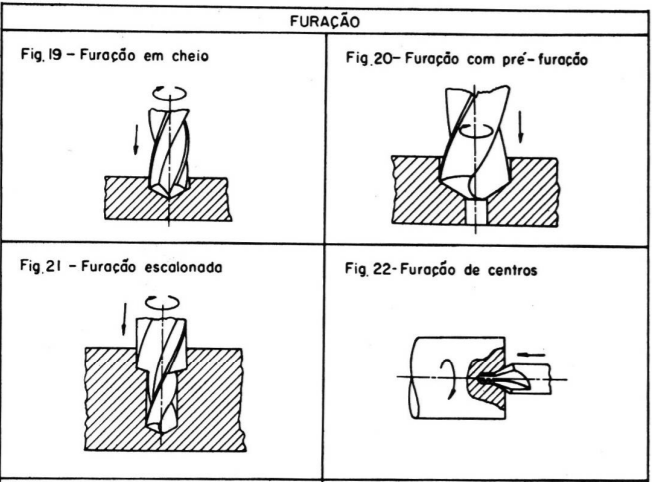 FURAÇÃO
Fig.19 - Furação em cheio
Fig.20- Furação com pré-furação
Fig.21 - Furação escalonada
Fig.22- Furação de centros